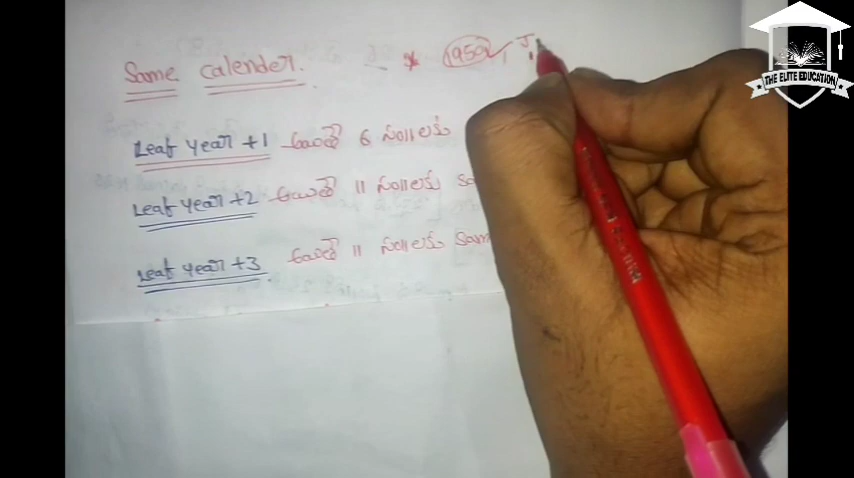 THE ELITE EDUCATION
Same calender. * 1950
Leaf year +1 అయితే 6 సం||లకు
Leaf year +2 అయితే 11 సం||లకు
Leaf year +3 అయితే 11 సం||లకు Sam